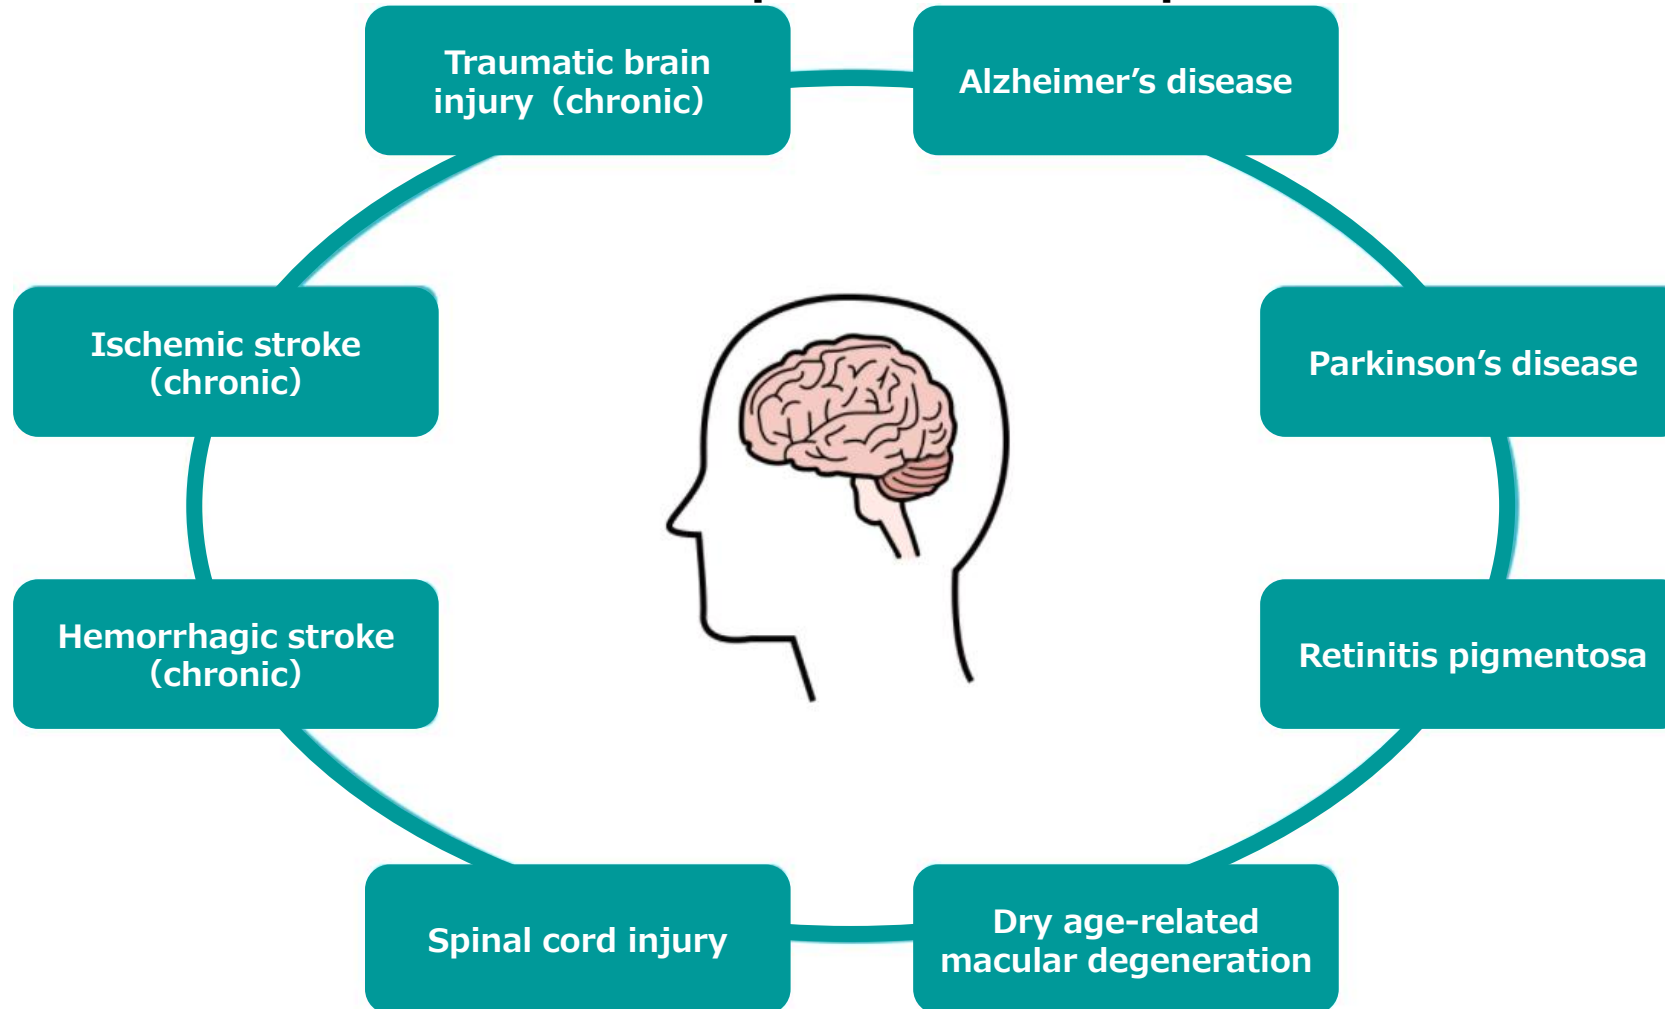 Traumatic brain
injury（chronic）
Alzheimer’s disease
Ischemic stroke
（chronic）
Parkinson’s disease
Hemorrhagic stroke
（chronic）
Retinitis pigmentosa
Spinal cord injury
Dry age-related
macular degeneration